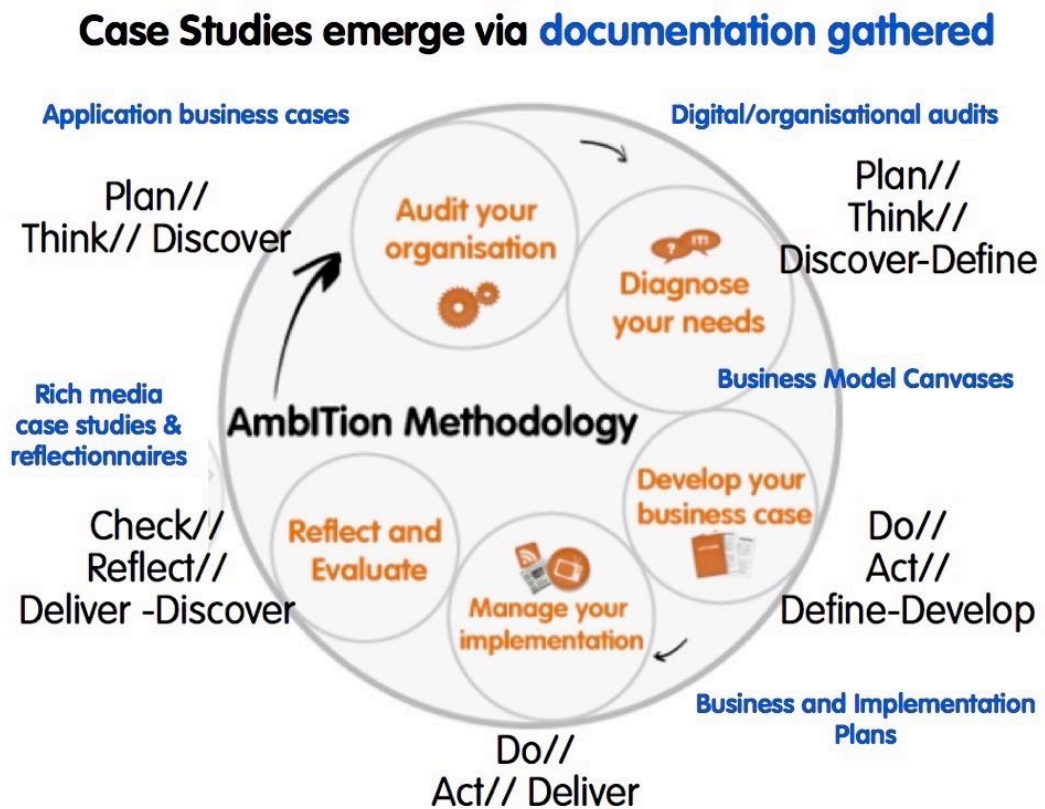 Case Studies emerge via documentation gathered
Application business cases
Digital/organisational audits
Plan//
Think// Discover
Audit your
organisation
?
IT!
Diagnose
your needs
Plan//
Think//
Discover-Define
Business Model Canvases
Rich media
case studies &
reflectionnaires
AmbITion Methodology
Develop your
business case
Check//
Reflect//
Deliver -Discover
Reflect and
Evaluate
Manage your
implementation
Do//
Act//
Define-Develop
Business and Implementation
Plans
Do//
Act// Deliver